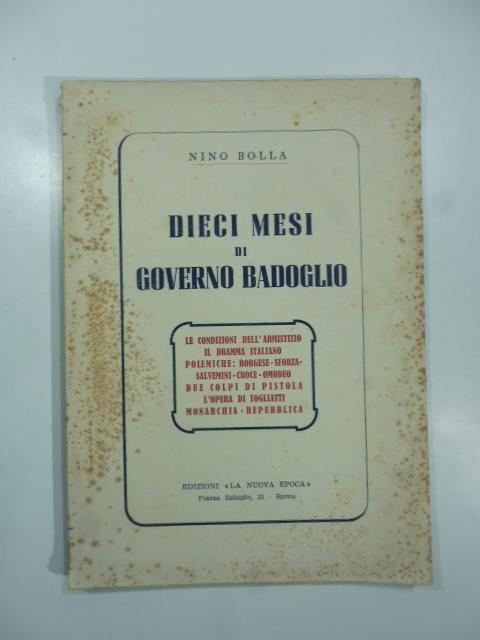 NINO BOLLA
DIECI MESI
DI
GOVERNO BADOGLIO
LE CONDIZIONI DELL'ARMISTIZIO
IL DRAMMA ITALIANO
POLEMICHE: BORGESE-SFORZA-
SALVEMINI-CROCE-OMODEO
DUE COLPI DI PISTOLA
L'OPERA DI TOGLIATTI
MONARCHIA - REPUBBLICA
EDIZIONI «LA NUOVA EPOCA»
Piazza Sabazio, 31 - Roma